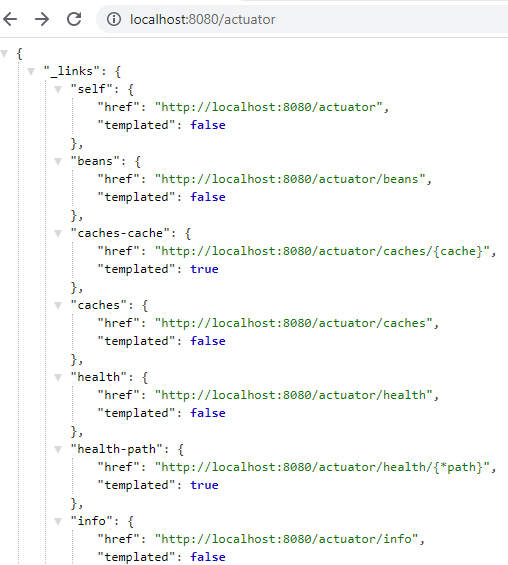 localhost:8080/actuator
{
"_links": {
"self": {
"href": "http://localhost:8080/actuator",
"templated": false
},
"beans": {
"href": "http://localhost:8080/actuator/beans",
"templated": false
},
"caches-cache": {
"href": "http://localhost:8080/actuator/caches/{cache}",
"templated": true
},
"caches": {
"href": "http://localhost:8080/actuator/caches",
"templated": false
},
"health": {
"href": "http://localhost:8080/actuator/health",
"templated": false
},
"health-path": {
"href": "http://localhost:8080/actuator/health/{*path}",
"templated": true
},
"info": {
"href": "http://localhost:8080/actuator/info",
"templated": false